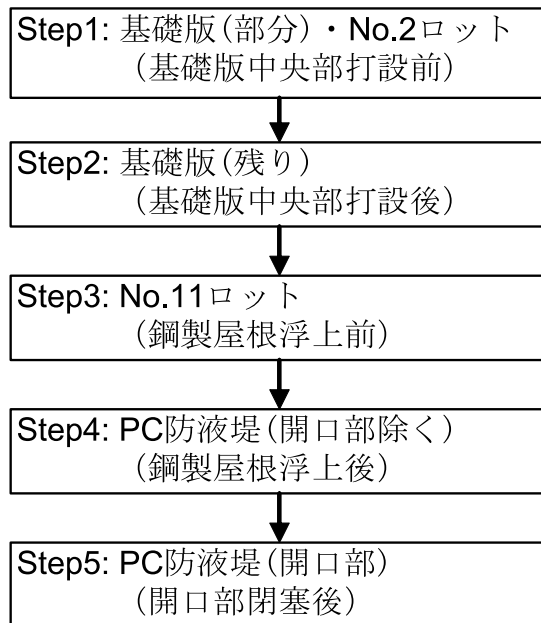 Step1: 基礎版(部分)・No.2ロット
(基礎版中央部打設前)
Step2: 基礎版(残り)
(基礎版中央部打設後)
Step3: No.11ロット
(鋼製屋根浮上前)
Step4: PC防液堤(開口部除く)
(鋼製屋根浮上後)
Step5: PC防液堤(開口部)
(開口部閉塞後)